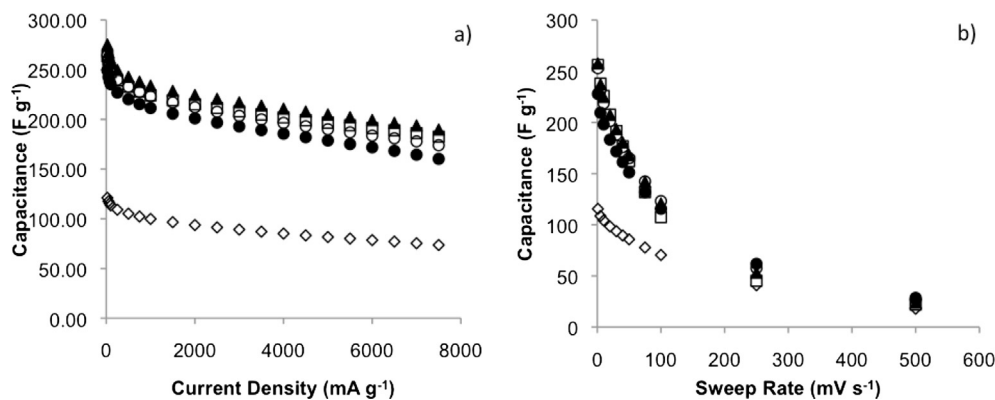 a)
300.00
250.00
200.00
150.00
100.00
50.00
0.00
Capacitance (F g-1)
0 2000 4000 6000 8000
Current Density (mA g-1)
b)
300
250
200
150
100
50
0
Capacitance (F g-1)
0 100 200 300 400 500 600
Sweep Rate (mV s-1)